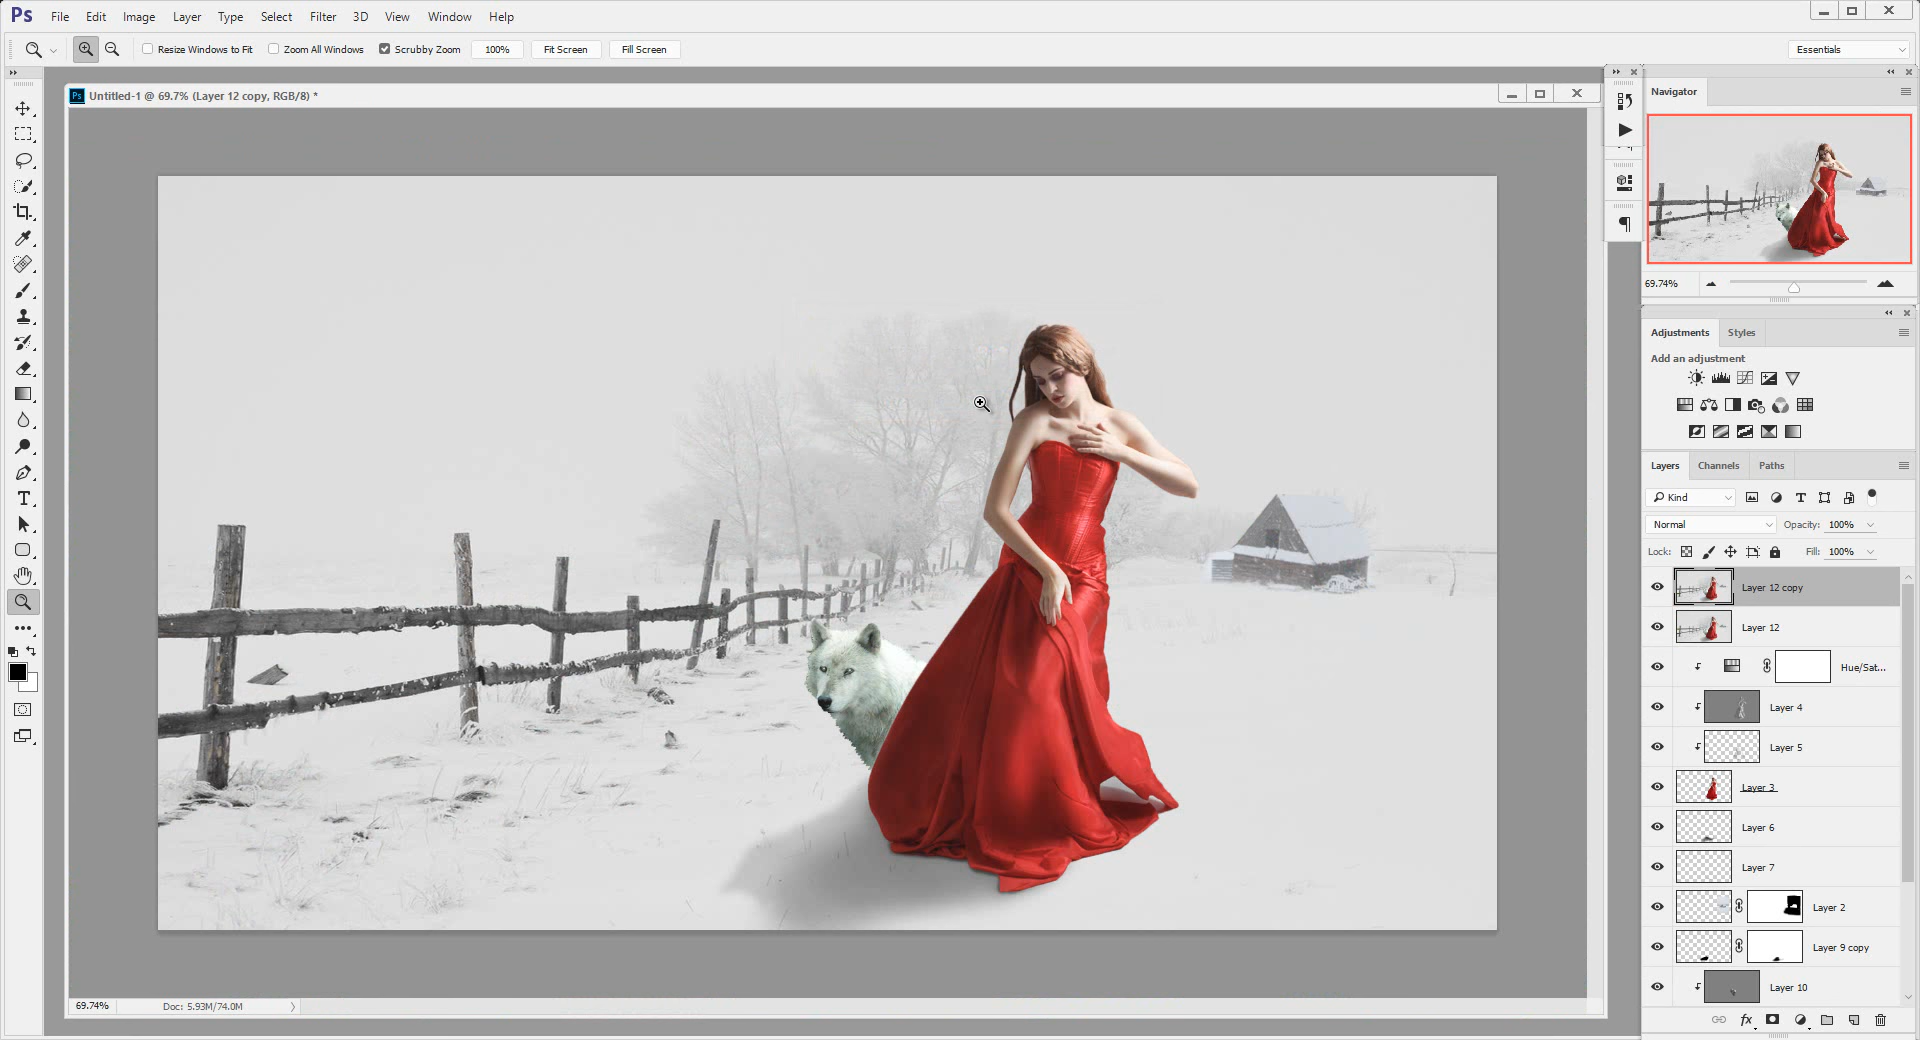 Ps File Edit Image Layer Type Select Filter 3D View Window Help
Resize Windows to Fit Zoom All Windows Scrubby Zoom 100% Fit Screen Fill Screen Essentials
Ps Untitled-1 @ 69.7% (Layer 12 copy, RGB/8) *
Navigator
69.74%
Adjustments Styles
Add an adjustment
Layers Channels Paths
Kind
Normal Opacity: 100%
Lock: Fill: 100%
Layer 12 copy
Layer 12
Hue/Sat...
Layer 4
Layer 5
Layer 3
Layer 6
Layer 7
Layer 2
Layer 9 copy
Layer 10
69.74% Doc: 5.93M/74.0M